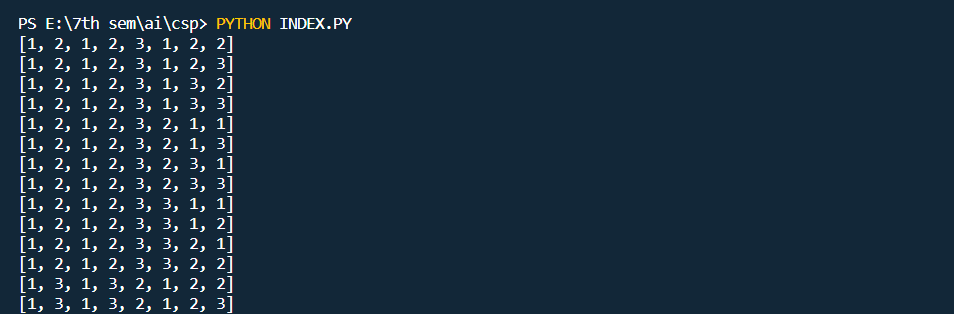 PS E:\7th sem\ai\csp> PYTHON INDEX.PY
[1, 2, 1, 2, 3, 1, 2, 2]
[1, 2, 1, 2, 3, 1, 2, 3]
[1, 2, 1, 2, 3, 1, 3, 2]
[1, 2, 1, 2, 3, 1, 3, 3]
[1, 2, 1, 2, 3, 2, 1, 1]
[1, 2, 1, 2, 3, 2, 1, 3]
[1, 2, 1, 2, 3, 2, 3, 1]
[1, 2, 1, 2, 3, 2, 3, 3]
[1, 2, 1, 2, 3, 3, 1, 1]
[1, 2, 1, 2, 3, 3, 1, 2]
[1, 2, 1, 2, 3, 3, 2, 1]
[1, 2, 1, 2, 3, 3, 2, 2]
[1, 3, 1, 3, 2, 1, 2, 2]
[1, 3, 1, 3, 2, 1, 2, 3]